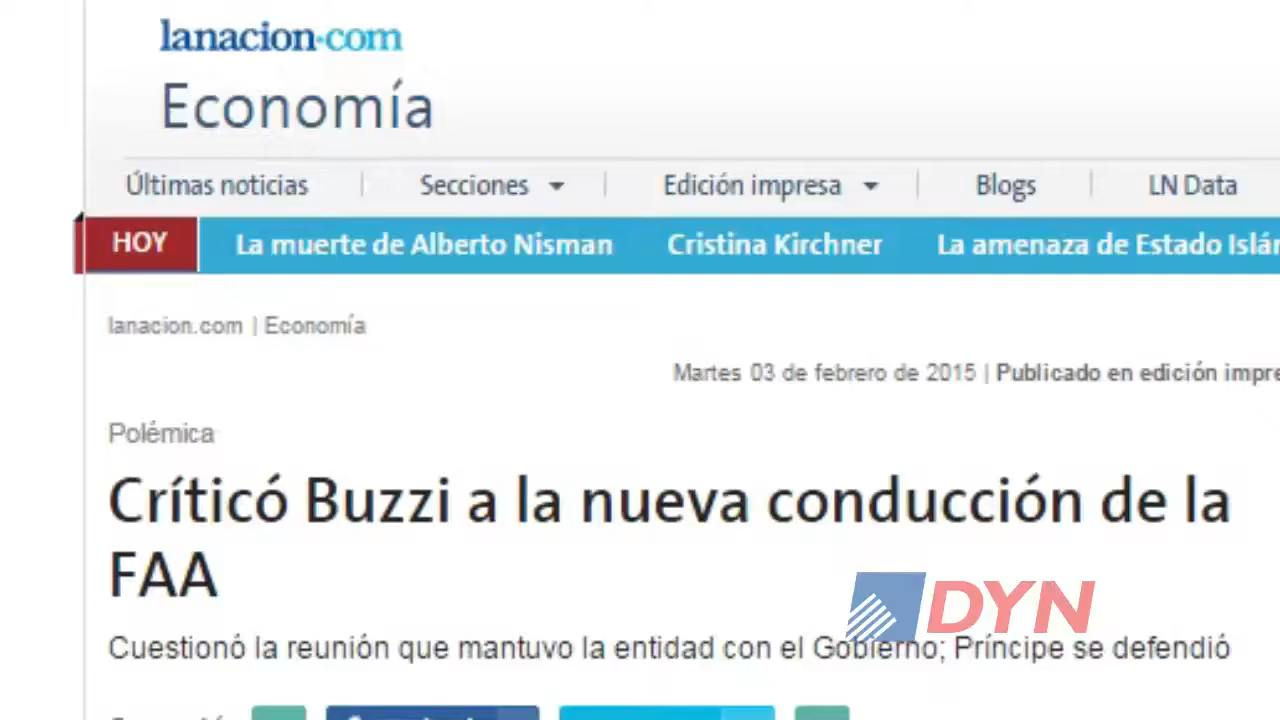 lanacion.com
Economía
Últimas noticias | Secciones | Edición impresa | Blogs | LN Data
HOY La muerte de Alberto Nisman Cristina Kirchner La amenaza de Estado
lanacion.com | Economía
Martes 03 de febrero de 2015 | Publicado en edición
Polémica
Críticó Buzzi a la nueva conducción de la
FAA
DYN
Cuestionó la reunión que mantuvo la entidad con el Gobierno; Príncipe se defendió